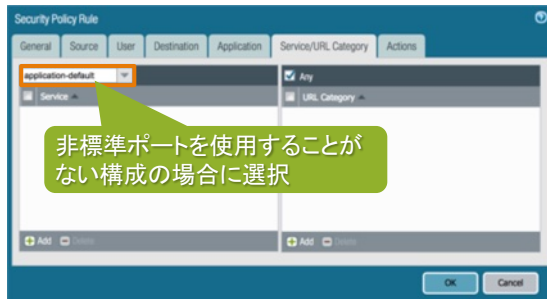 Security Policy Rule
General Source User Destination Application Service/URL Category Actions
application-default
Any
Service
URL Category
非標準ポートを使用することが
ない構成の場合に選択
Add Delete
Add Delete
OK Cancel